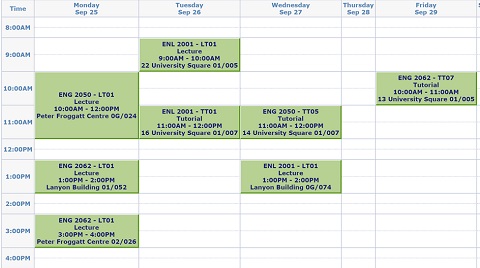 Time
Monday
Sep 25
Tuesday
Sep 26
Wednesday
Sep 27
Thursday
Sep 28
Friday
Sep 29
8:00AM
9:00AM
ENL 2001 - LT01
Lecture
9:00AM - 10:00AM
22 University Square 01/005
10:00AM
ENG 2050 - LT01
Lecture
10:00AM - 12:00PM
Peter Froggatt Centre 0G/024
ENG 2062 - TT07
Tutorial
10:00AM - 11:00AM
13 University Square 01/005
11:00AM
ENL 2001 - TT01
Tutorial
11:00AM - 12:00PM
16 University Square 01/007
ENG 2050 - TT05
Tutorial
11:00AM - 12:00PM
14 University Square 01/007
12:00PM
1:00PM
ENG 2062 - LT01
Lecture
1:00PM - 2:00PM
Lanyon Building 01/052
ENL 2001 - LT01
Lecture
1:00PM - 2:00PM
Lanyon Building 0G/074
2:00PM
3:00PM
ENG 2062 - LT01
Lecture
3:00PM - 4:00PM
Peter Froggatt Centre 02/026
4:00PM